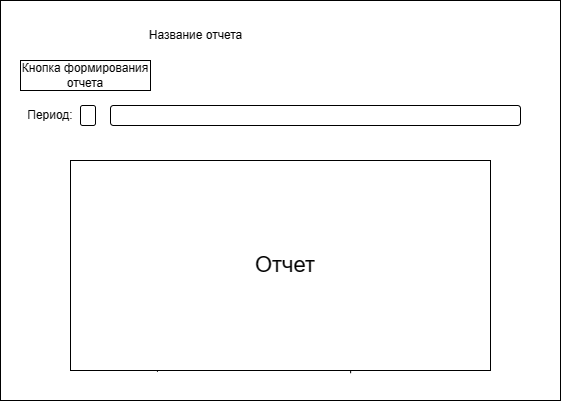 Название отчета
Кнопка формирования
отчета
Период:
Отчет